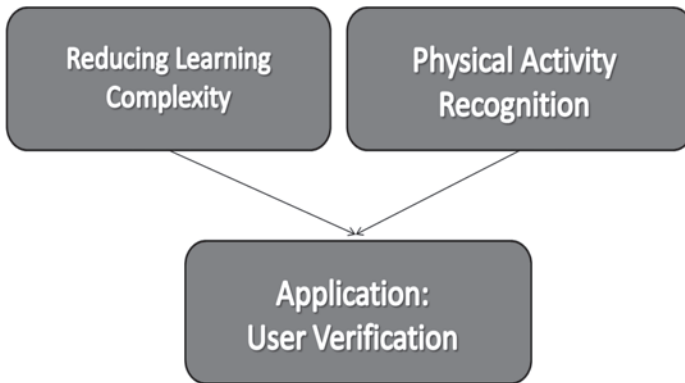 Reducing Learning
Complexity
Physical Activity
Recognition
Application:
User Verification